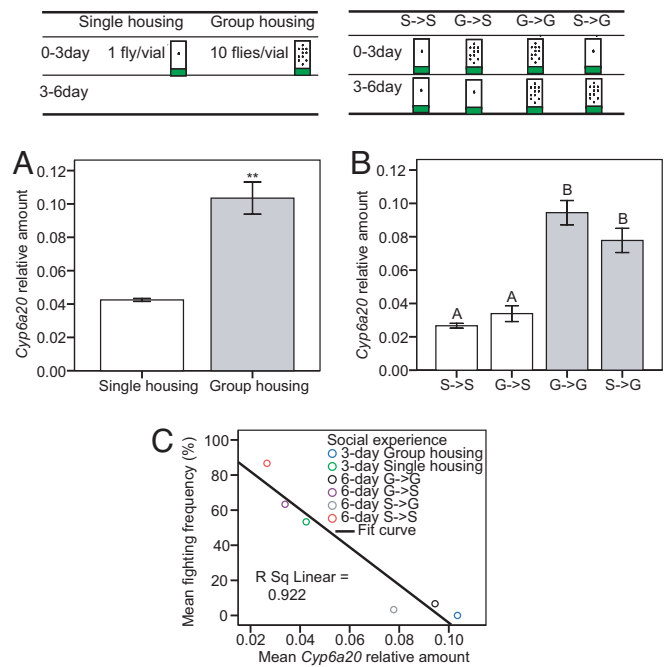 Single housing Group housing
0-3day 1 fly/vial 10 flies/vial
3-6day
S->S G->S G->G S->G
0-3day
3-6day
A
Cyp6a20 relative amount
0.12
0.10
0.08
0.06
0.04
0.02
0.00
**
Single housing Group housing
B
Cyp6a20 relative amount
0.12
0.10
0.08
0.06
0.04
0.02
0.00
A A B B
S->S G->S G->G S->G
C
Mean fighting frequency (%)
100
80
60
40
20
0
Social experience
3-day Group housing
3-day Single housing
6-day G->G
6-day G->S
6-day S->G
6-day S->S
Fit curve
R Sq Linear =
0.922
0.02 0.04 0.06 0.08 0.10
Mean Cyp6a20 relative amount